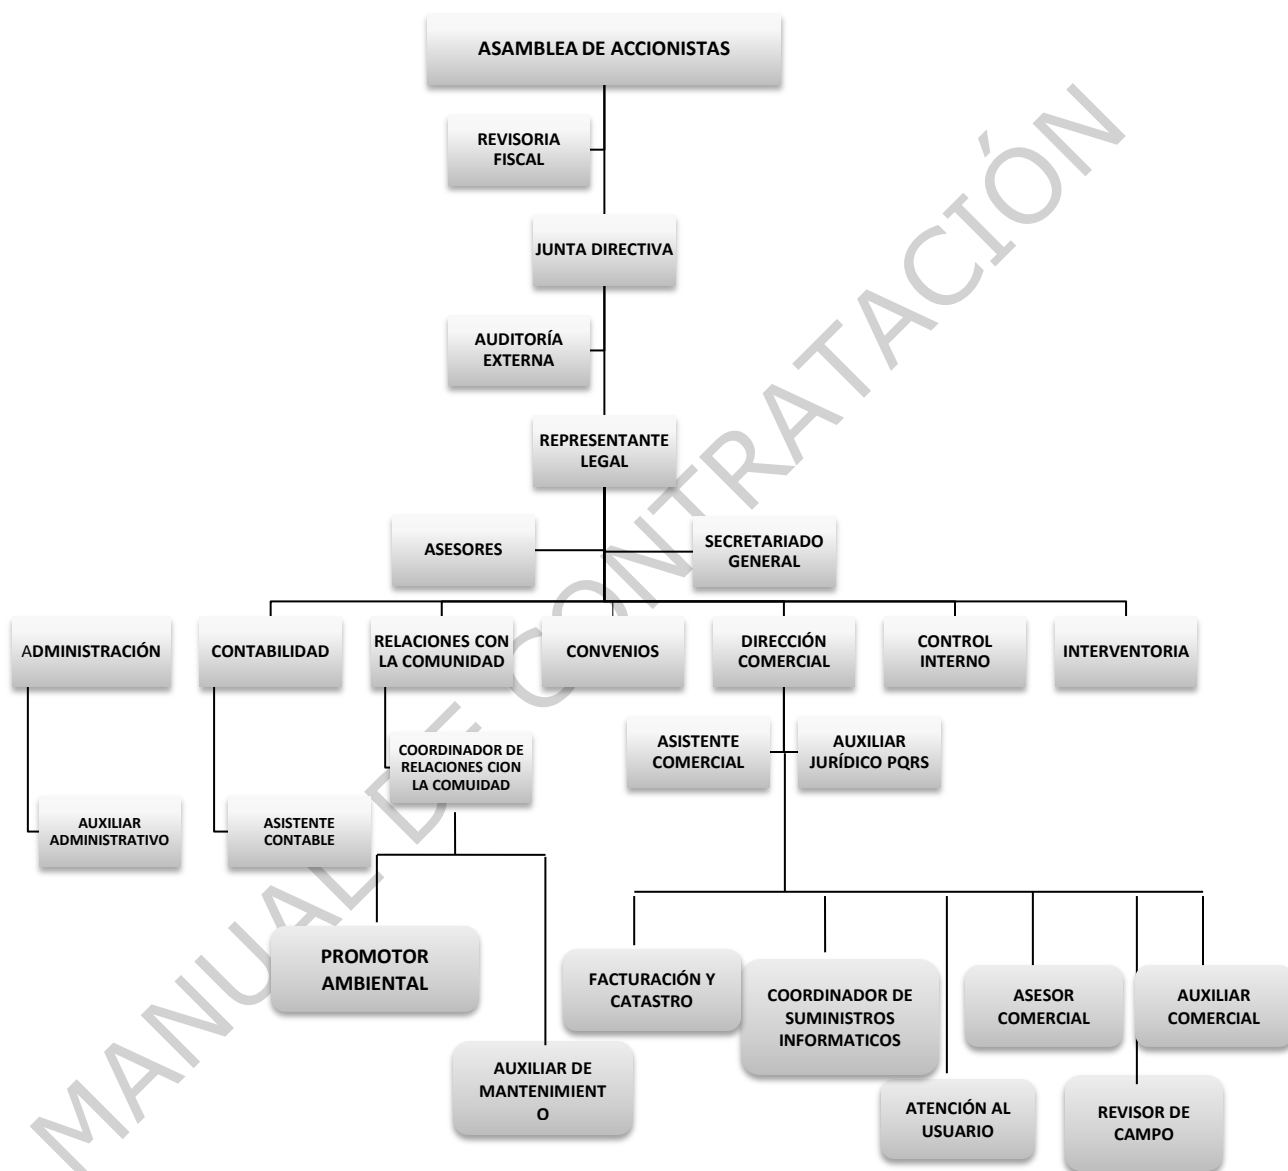 ASAMBLEA DE ACCIONISTAS
REVISORIA
FISCAL
JUNTA DIRECTIVA
AUDITORÍA
EXTERNA
REPRESENTANTE
LEGAL
ASESORES
SECRETARIADO
GENERAL
ADMINISTRACIÓN
CONTABILIDAD
RELACIONES CON
LA COMUNIDAD
CONVENIOS
DIRECCIÓN
COMERCIAL
CONTROL
INTERNO
INTERVENTORIA
COORDINADOR DE
RELACIONES CION
LA COMUIDAD
ASISTENTE
COMERCIAL
AUXILIAR
JURÍDICO PQRS
AUXILIAR
ADMINISTRATIVO
ASISTENTE
CONTABLE
PROMOTOR
AMBIENTAL
AUXILIAR DE
MANTENIMIENT
O
FACTURACIÓN Y
CATASTRO
COORDINADOR DE
SUMINISTROS
INFORMATICOS
ATENCIÓN AL
USUARIO
ASESOR
COMERCIAL
REVISOR DE
CAMPO
AUXILIAR
COMERCIAL
MANUAL DE CONTRATACIÓN